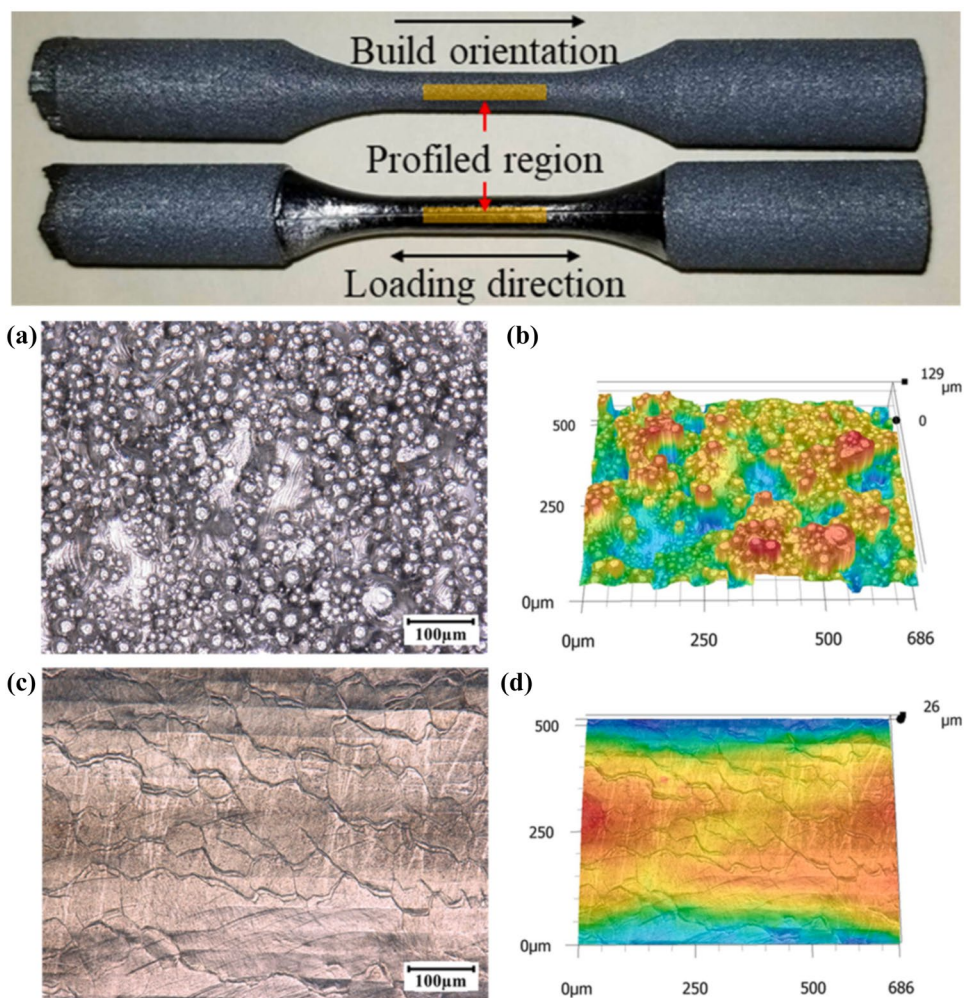 Build orientation
Profiled region
Loading direction
(a)
100µm
(b)
129
µm
0
500
250
0µm
0µm 250 500 686
(c)
100µm
(d)
26
µm
500
250
0µm
0µm 250 500 686